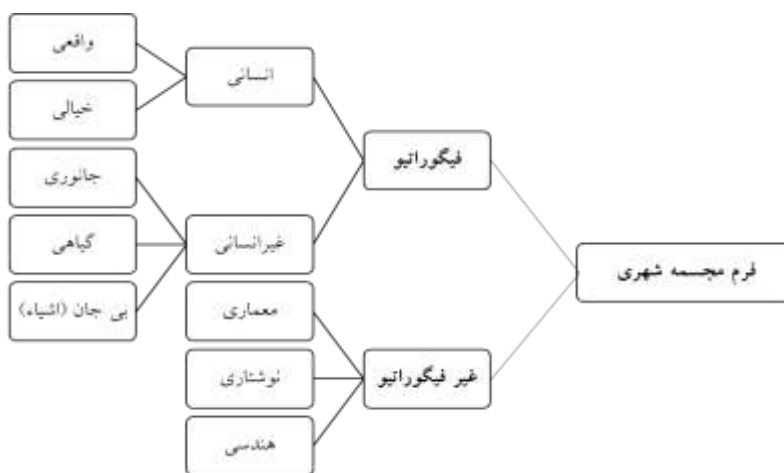 فرم مجسمه شهری
فیگوراتیو
انسانی
واقعی
خیالی
غیرانسانی
جانوری
گیاهی
بی جان (اشیاء)
غیر فیگوراتیو
معماری
نوشتاری
هندسی